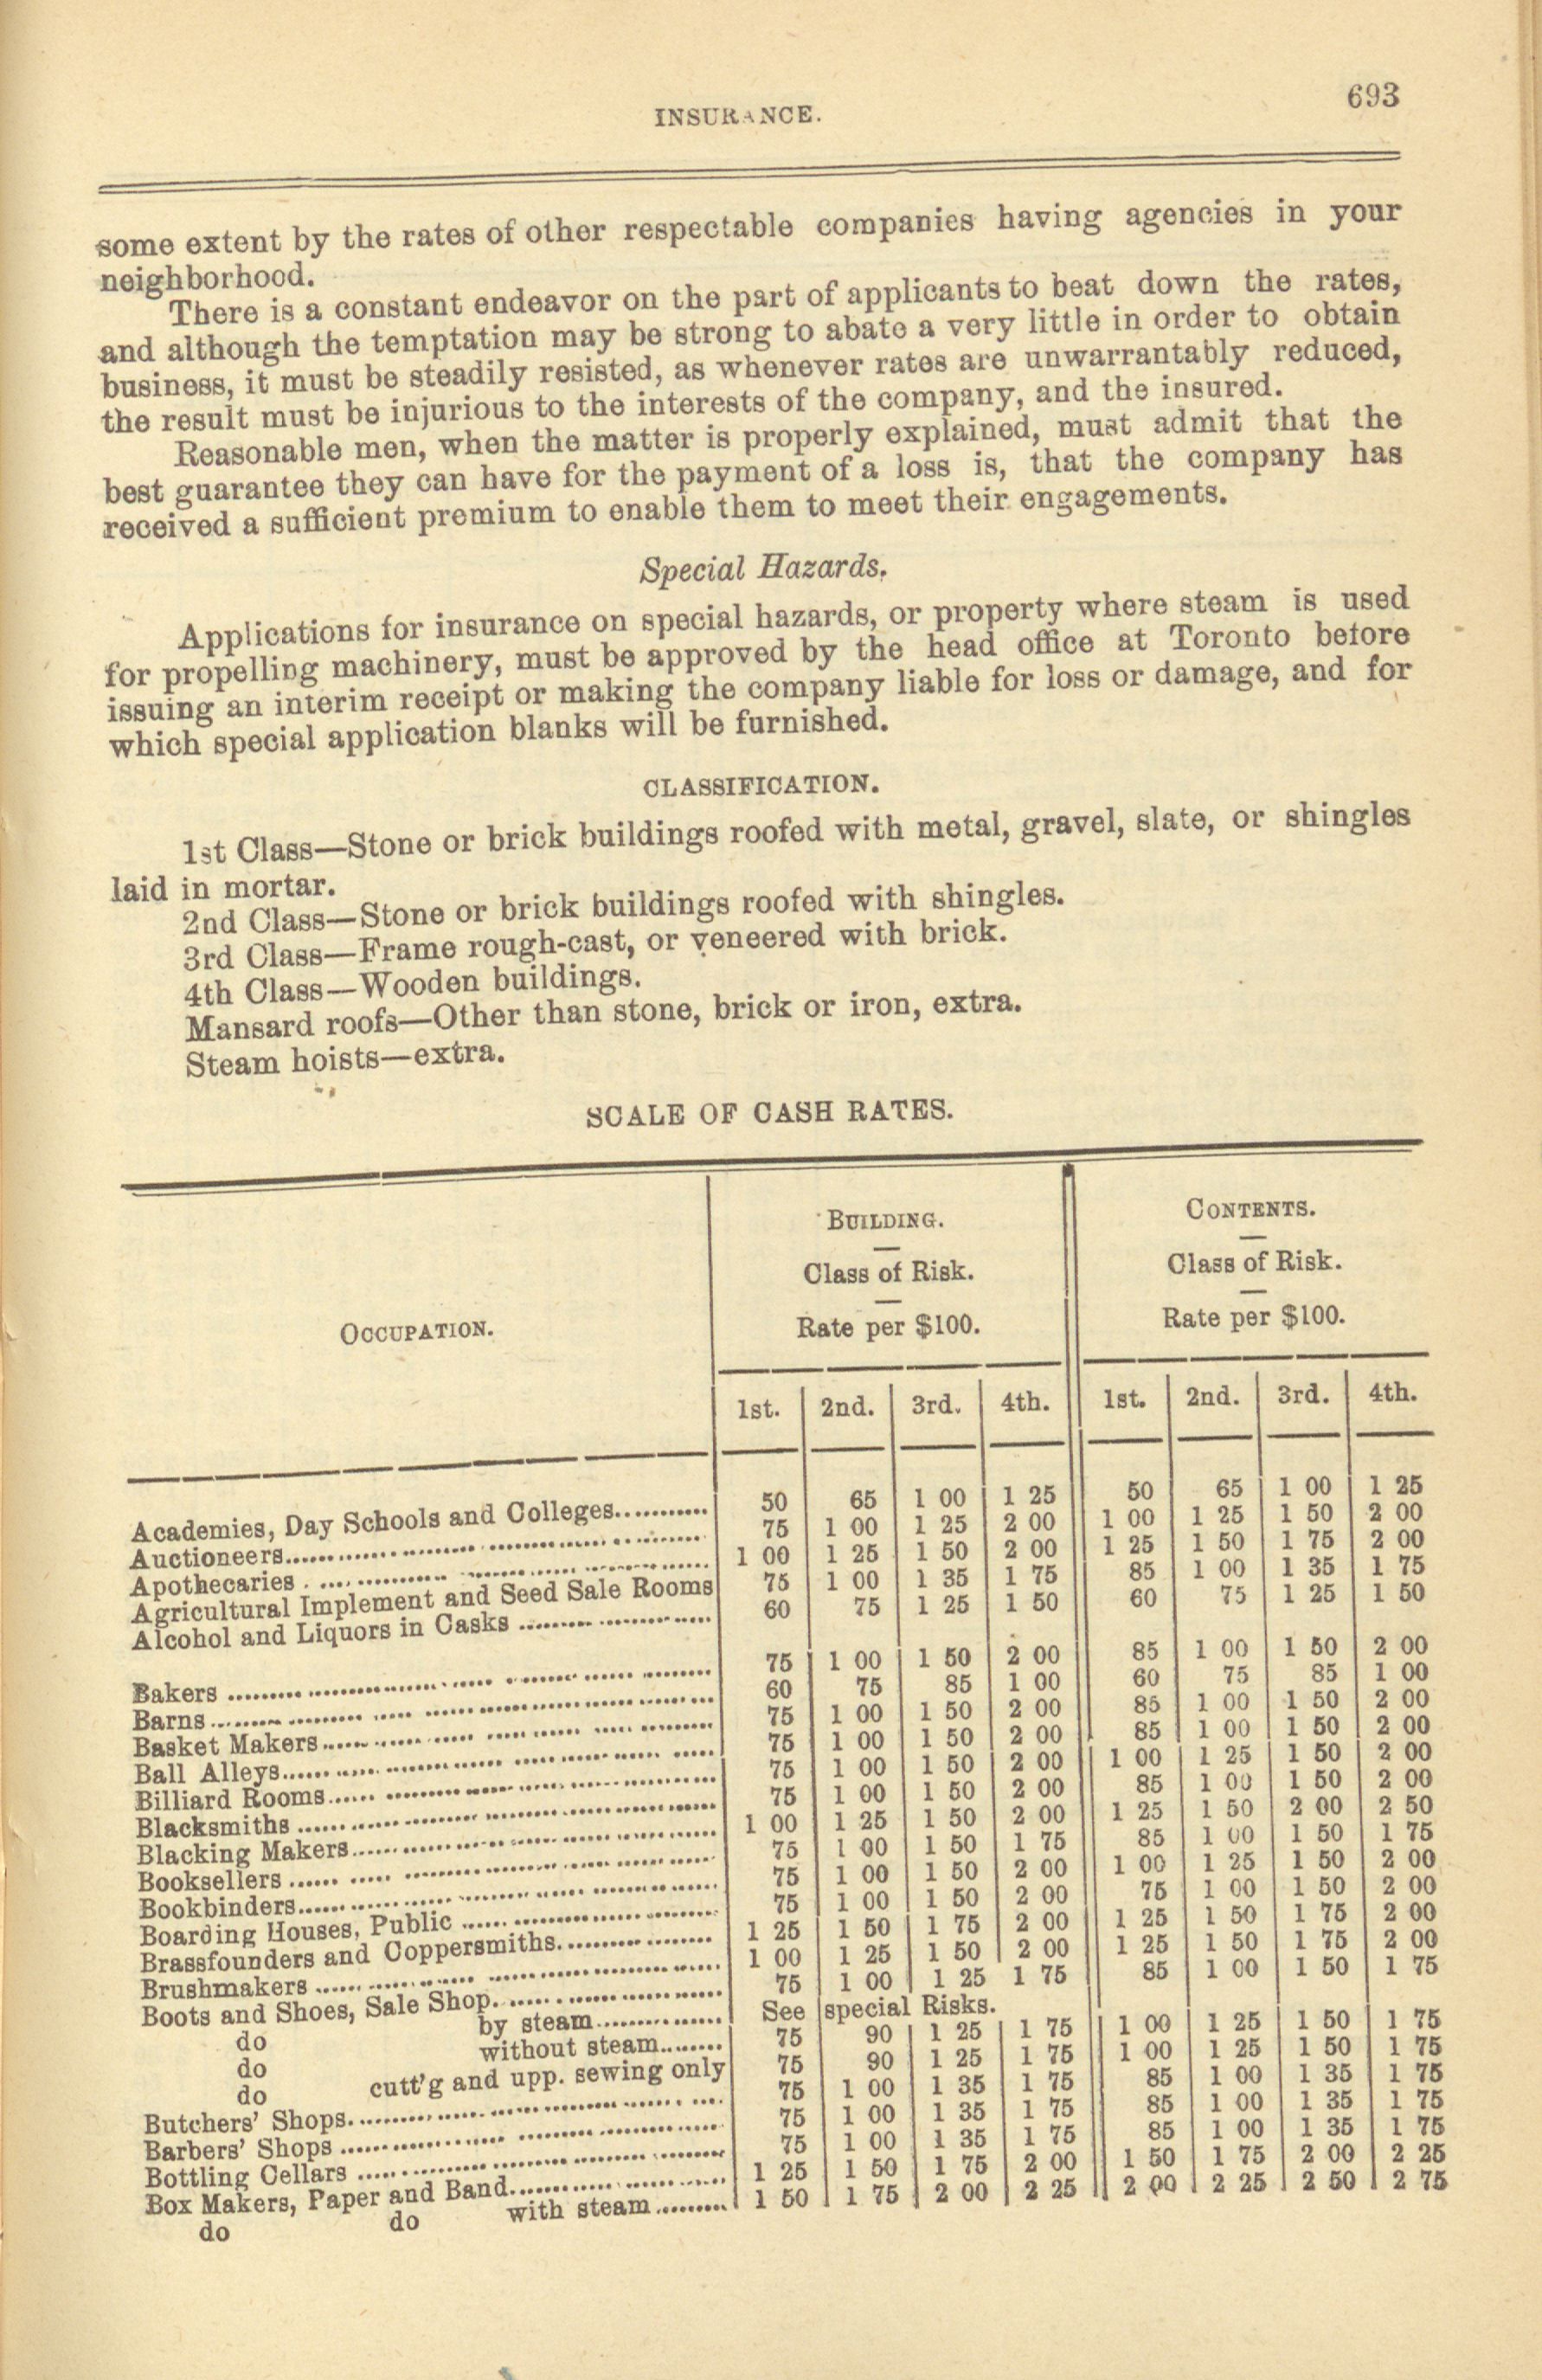 INSURANCE.
693
some extent by the rates of other respectable companies having agencies in your
neighborhood.
There is a constant endeavor on the part of applicants to beat down the rates,
and although the temptation may be strong to abate a very little in order to obtain
business, it must be steadily resisted, as whenever rates are unwarrantably reduced,
the result must be injurious to the interests of the company, and the insured.
Reasonable men, when the matter is properly explained, must admit that the
best guarantee they can have for the payment of a loss is, that the company has
received a sufficient premium to enable them to meet their engagements.
Special Hazards.
Applications for insurance on special hazards, or property where steam is used
for propelling machinery, must be approved by the head office at Toronto before
issuing an interim receipt or making the company liable for loss or damage, and for
which special application blanks will be furnished.
CLASSIFICATION.
1st Class—Stone or brick buildings roofed with metal, gravel, slate, or shingles
laid in mortar.
2nd Class—Stone or brick buildings roofed with shingles.
3rd Class—Frame rough-cast, or veneered with brick.
4th Class—Wooden buildings.
Mansard roofs—Other than stone, brick or iron, extra.
Steam hoists—extra.
SCALE OF CASH RATES.
OCCUPATION.
BUILDING.
Class of Risk.
Rate per $100.
CONTENTS.
Class of Risk.
Rate per $100.
1st. 2nd. 3rd. 4th. 1st. 2nd. 3rd. 4th.
Academies, Day Schools and Colleges........... 50 65 1 00 1 25 50 65 1 00 1 25
Auctioneers........... 75 1 00 1 25 2 00 1 00 1 25 1 50 2 00
Apothecaries........... 1 00 1 25 1 50 2 00 1 25 1 50 1 75 2 00
Agricultural Implement and Seed Sale Rooms 75 1 00 1 35 1 75 85 1 00 1 35 1 75
Alcohol and Liquors in Casks........... 60 75 1 25 1 50 60 75 1 25 1 50
Bakers........... 75 1 00 1 50 2 00 85 1 00 1 50 2 00
Barns........... 60 75 85 1 00 60 75 85 1 00
Basket Makers........... 75 1 00 1 50 2 00 85 1 00 1 50 2 00
Ball Alleys........... 75 1 00 1 50 2 00 85 1 00 1 50 2 00
Billiard Rooms........... 75 1 00 1 50 2 00 1 00 1 25 1 50 2 00
Blacksmiths........... 75 1 00 1 50 2 00 85 1 00 1 50 2 00
Blacking Makers........... 1 00 1 25 1 50 2 00 1 25 1 50 2 00 2 50
Booksellers........... 75 1 00 1 50 1 75 85 1 00 1 50 1 75
Bookbinders........... 75 1 00 1 50 2 00 1 00 1 25 1 50 2 00
Boarding Houses, Public........... 75 1 00 1 50 2 00 75 1 00 1 50 2 00
Brassfounders and Coppersmiths........... 1 25 1 50 1 75 2 00 1 25 1 50 1 75 2 00
Brushmakers........... 1 00 1 25 1 50 2 00 1 25 1 50 1 75 2 00
Boots and Shoes, Sale Shop........... 75 1 00 1 25 1 75 85 1 00 1 50 1 75
do by steam........... See special Risks.
do without steam........ 75 90 1 25 1 75 1 00 1 25 1 50 1 75
do cutt'g and upp. sewing only 75 90 1 25 1 75 1 00 1 25 1 50 1 75
Butchers' Shops........... 75 1 00 1 35 1 75 85 1 00 1 35 1 75
Barbers' Shops........... 75 1 00 1 35 1 75 85 1 00 1 35 1 75
Bottling Cellars........... 75 1 00 1 35 1 75 85 1 00 1 35 1 75
Box Makers, Paper and Band........... 1 25 1 50 1 75 2 00 1 50 1 75 2 00 2 25
do do with steam......... 1 50 1 75 2 00 2 25 2 00 2 25 2 50 2 75